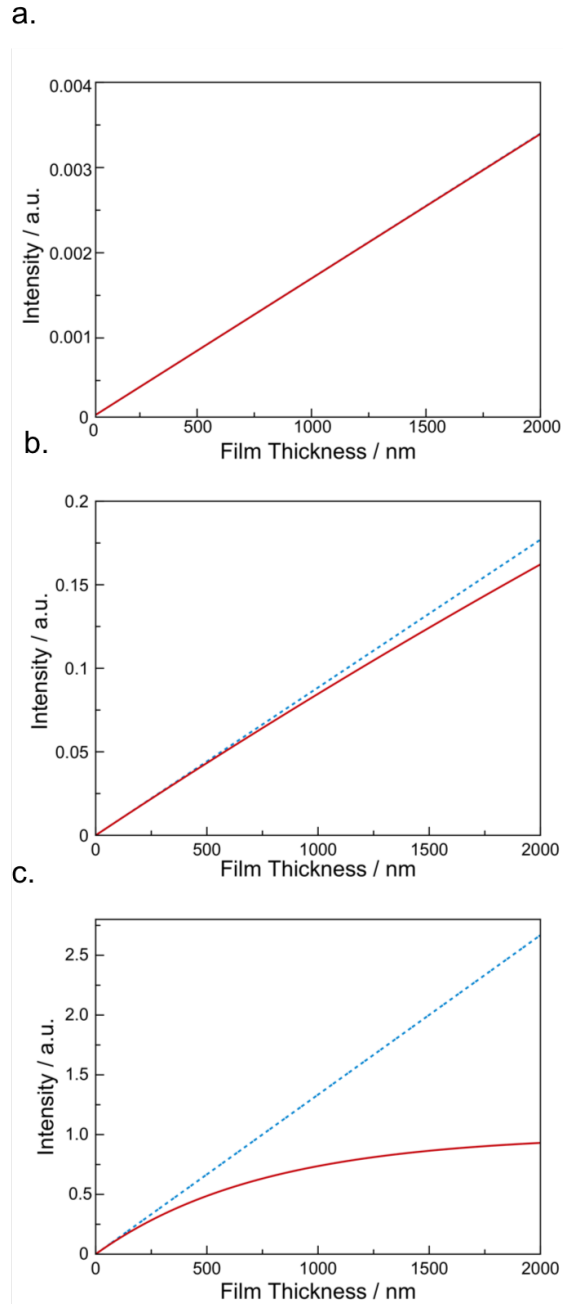 a.
0.004
0.003
0.002
0.001
0
Intensity / a.u.
0 500 1000 1500 2000
Film Thickness / nm
b.
0.2
0.15
0.1
0.05
0
Intensity / a.u.
0 500 1000 1500 2000
Film Thickness / nm
c.
2.5
2.0
1.5
1.0
0.5
0
Intensity / a.u.
0 500 1000 1500 2000
Film Thickness / nm